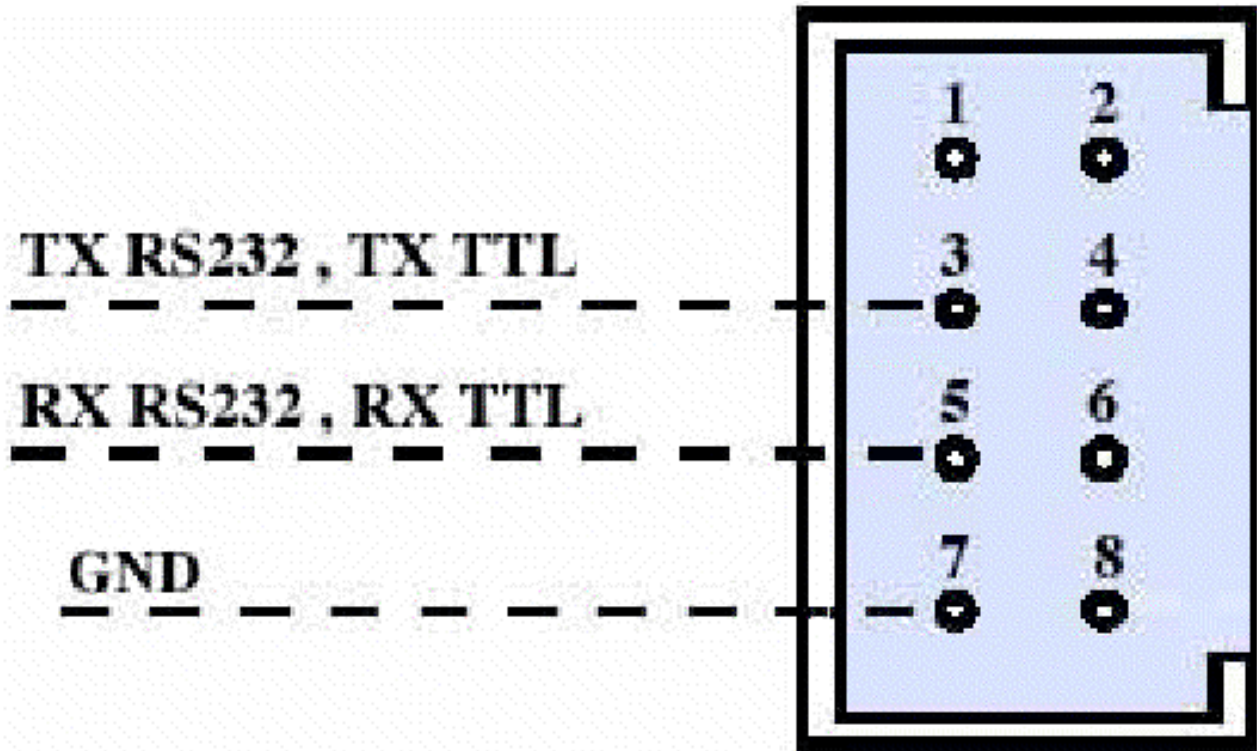 1 2
TX RS232 , TX TTL
3 4
RX RS232 , RX TTL
5 6
GND
7 8